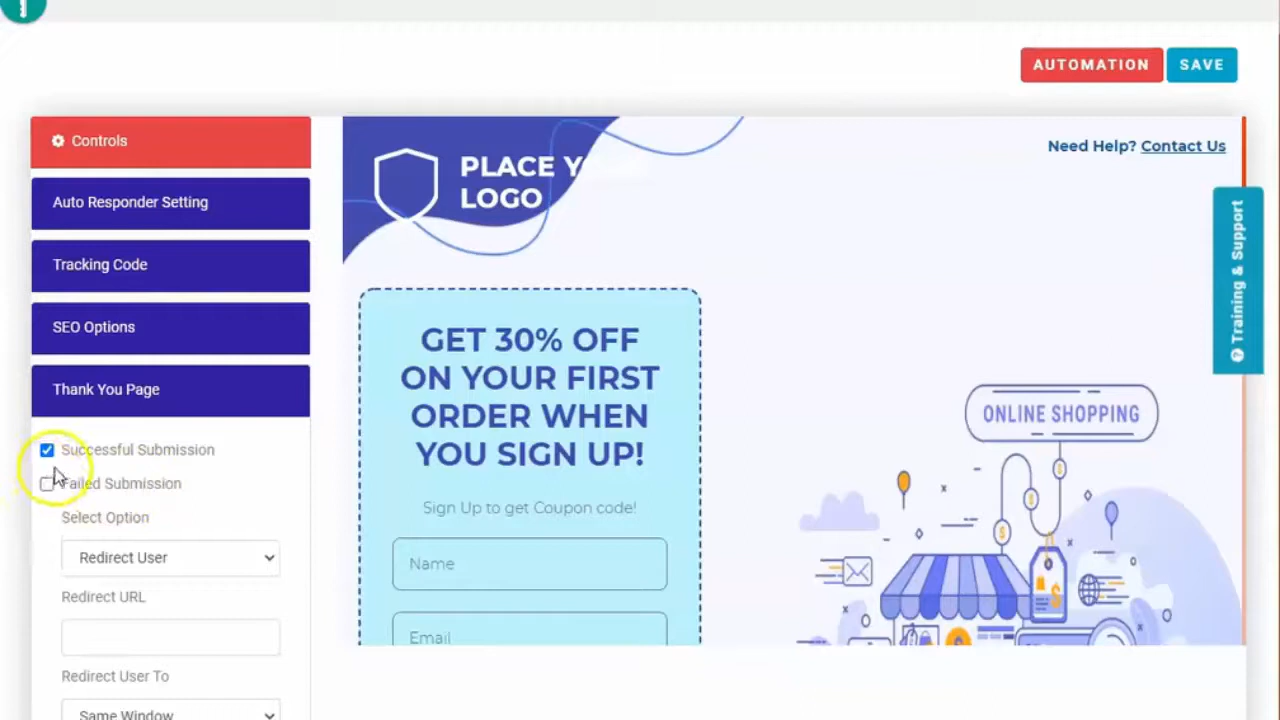 AUTOMATION
SAVE
Controls
Auto Responder Setting
Tracking Code
SEO Options
Thank You Page
Successful Submission
Failed Submission
Select Option
Redirect User
Redirect URL
Redirect User To
Same Window
PLACE Y
LOGO
Need Help? Contact Us
GET 30% OFF
ON YOUR FIRST
ORDER WHEN
YOU SIGN UP!
Sign Up to get Coupon code!
Name
Email
ONLINE SHOPPING
Training & Support